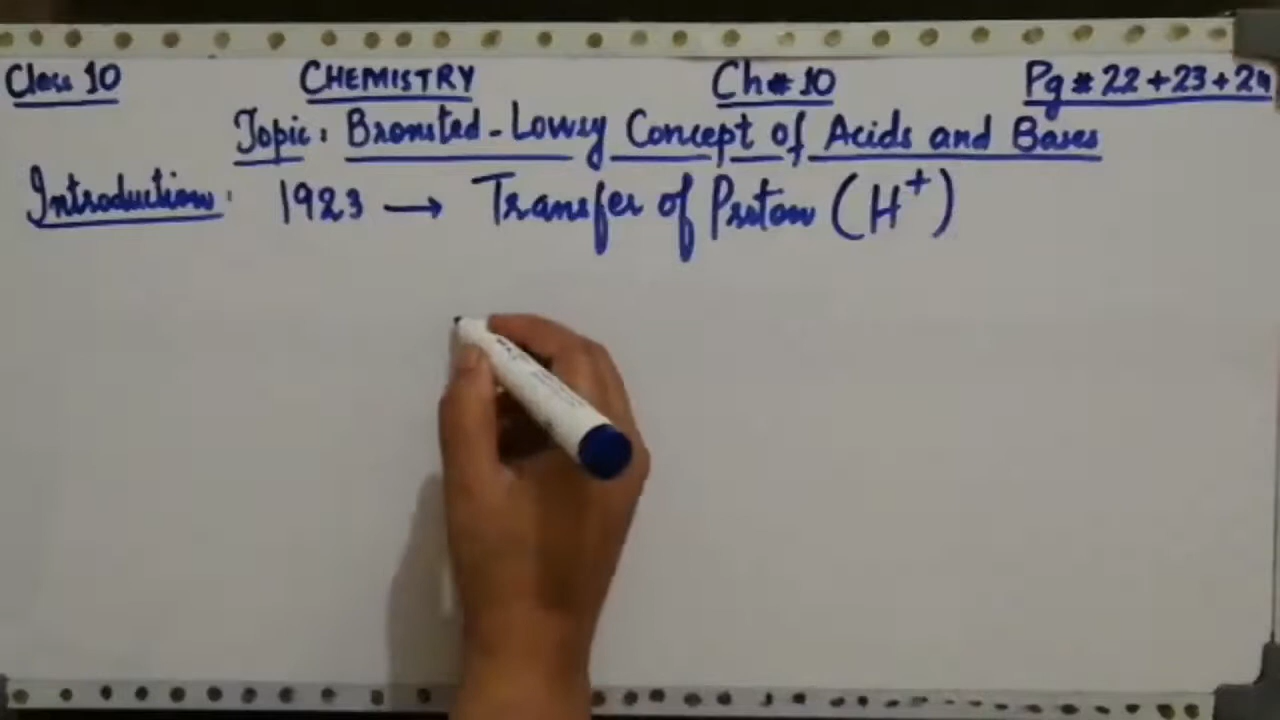 Class 10 CHEMISTRY Ch # 10 Pg # 22 + 23 + 24
Topic: Bronsted-Lowry Concept of Acids and Bases
Introduction: 1923 → Transfer of Proton (H⁺)